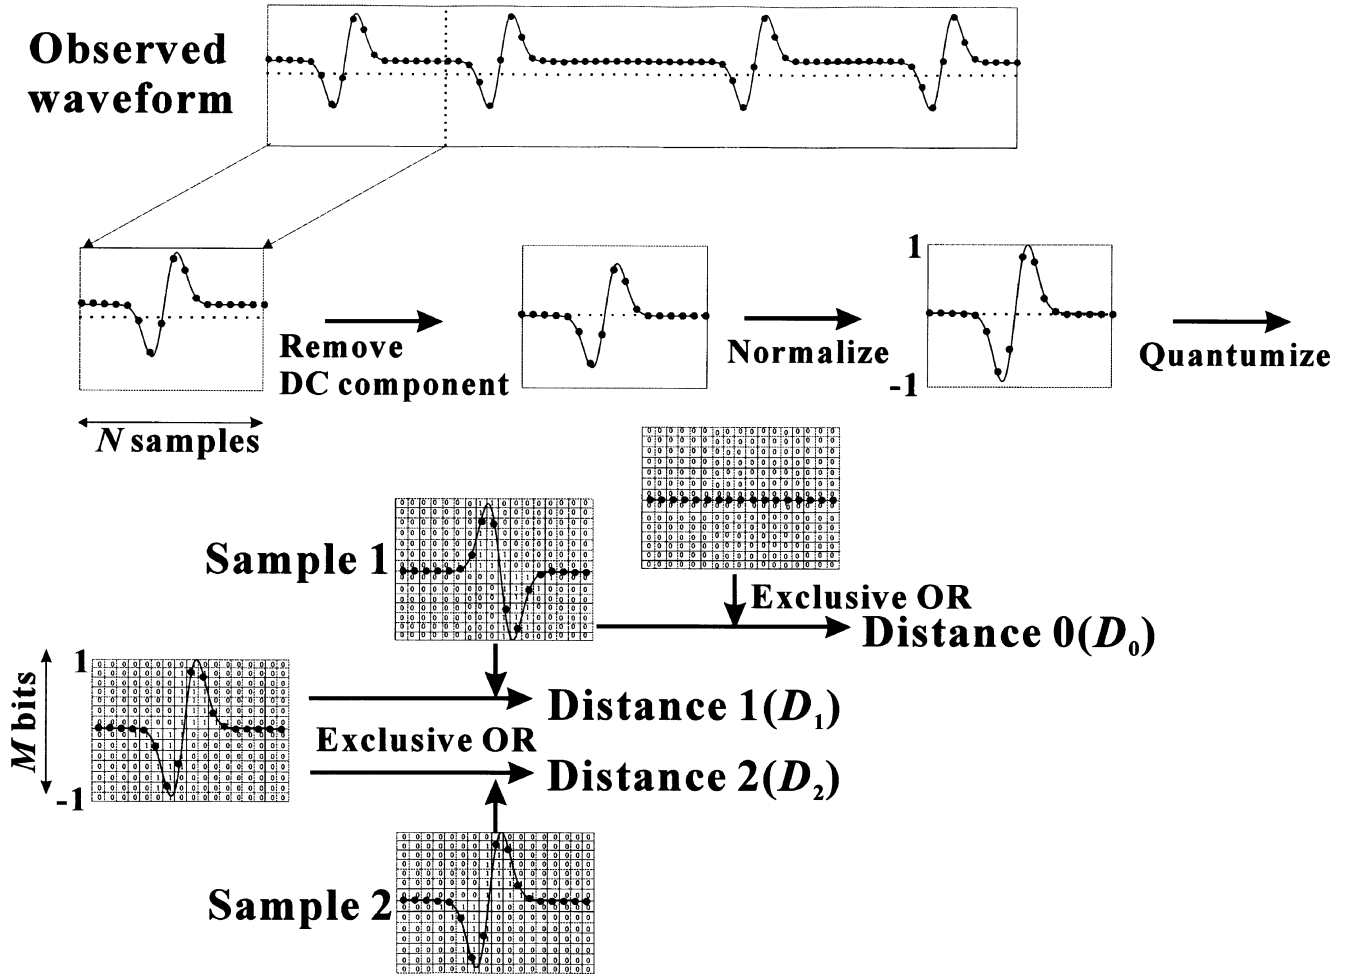 Observed
waveform
Remove
DC component
Normalize
1
-1
Quantumize
N samples
Sample 1
Exclusive OR
Distance 0(D0)
M bits
1
-1
Distance 1(D1)
Exclusive OR
Distance 2(D2)
Sample 2